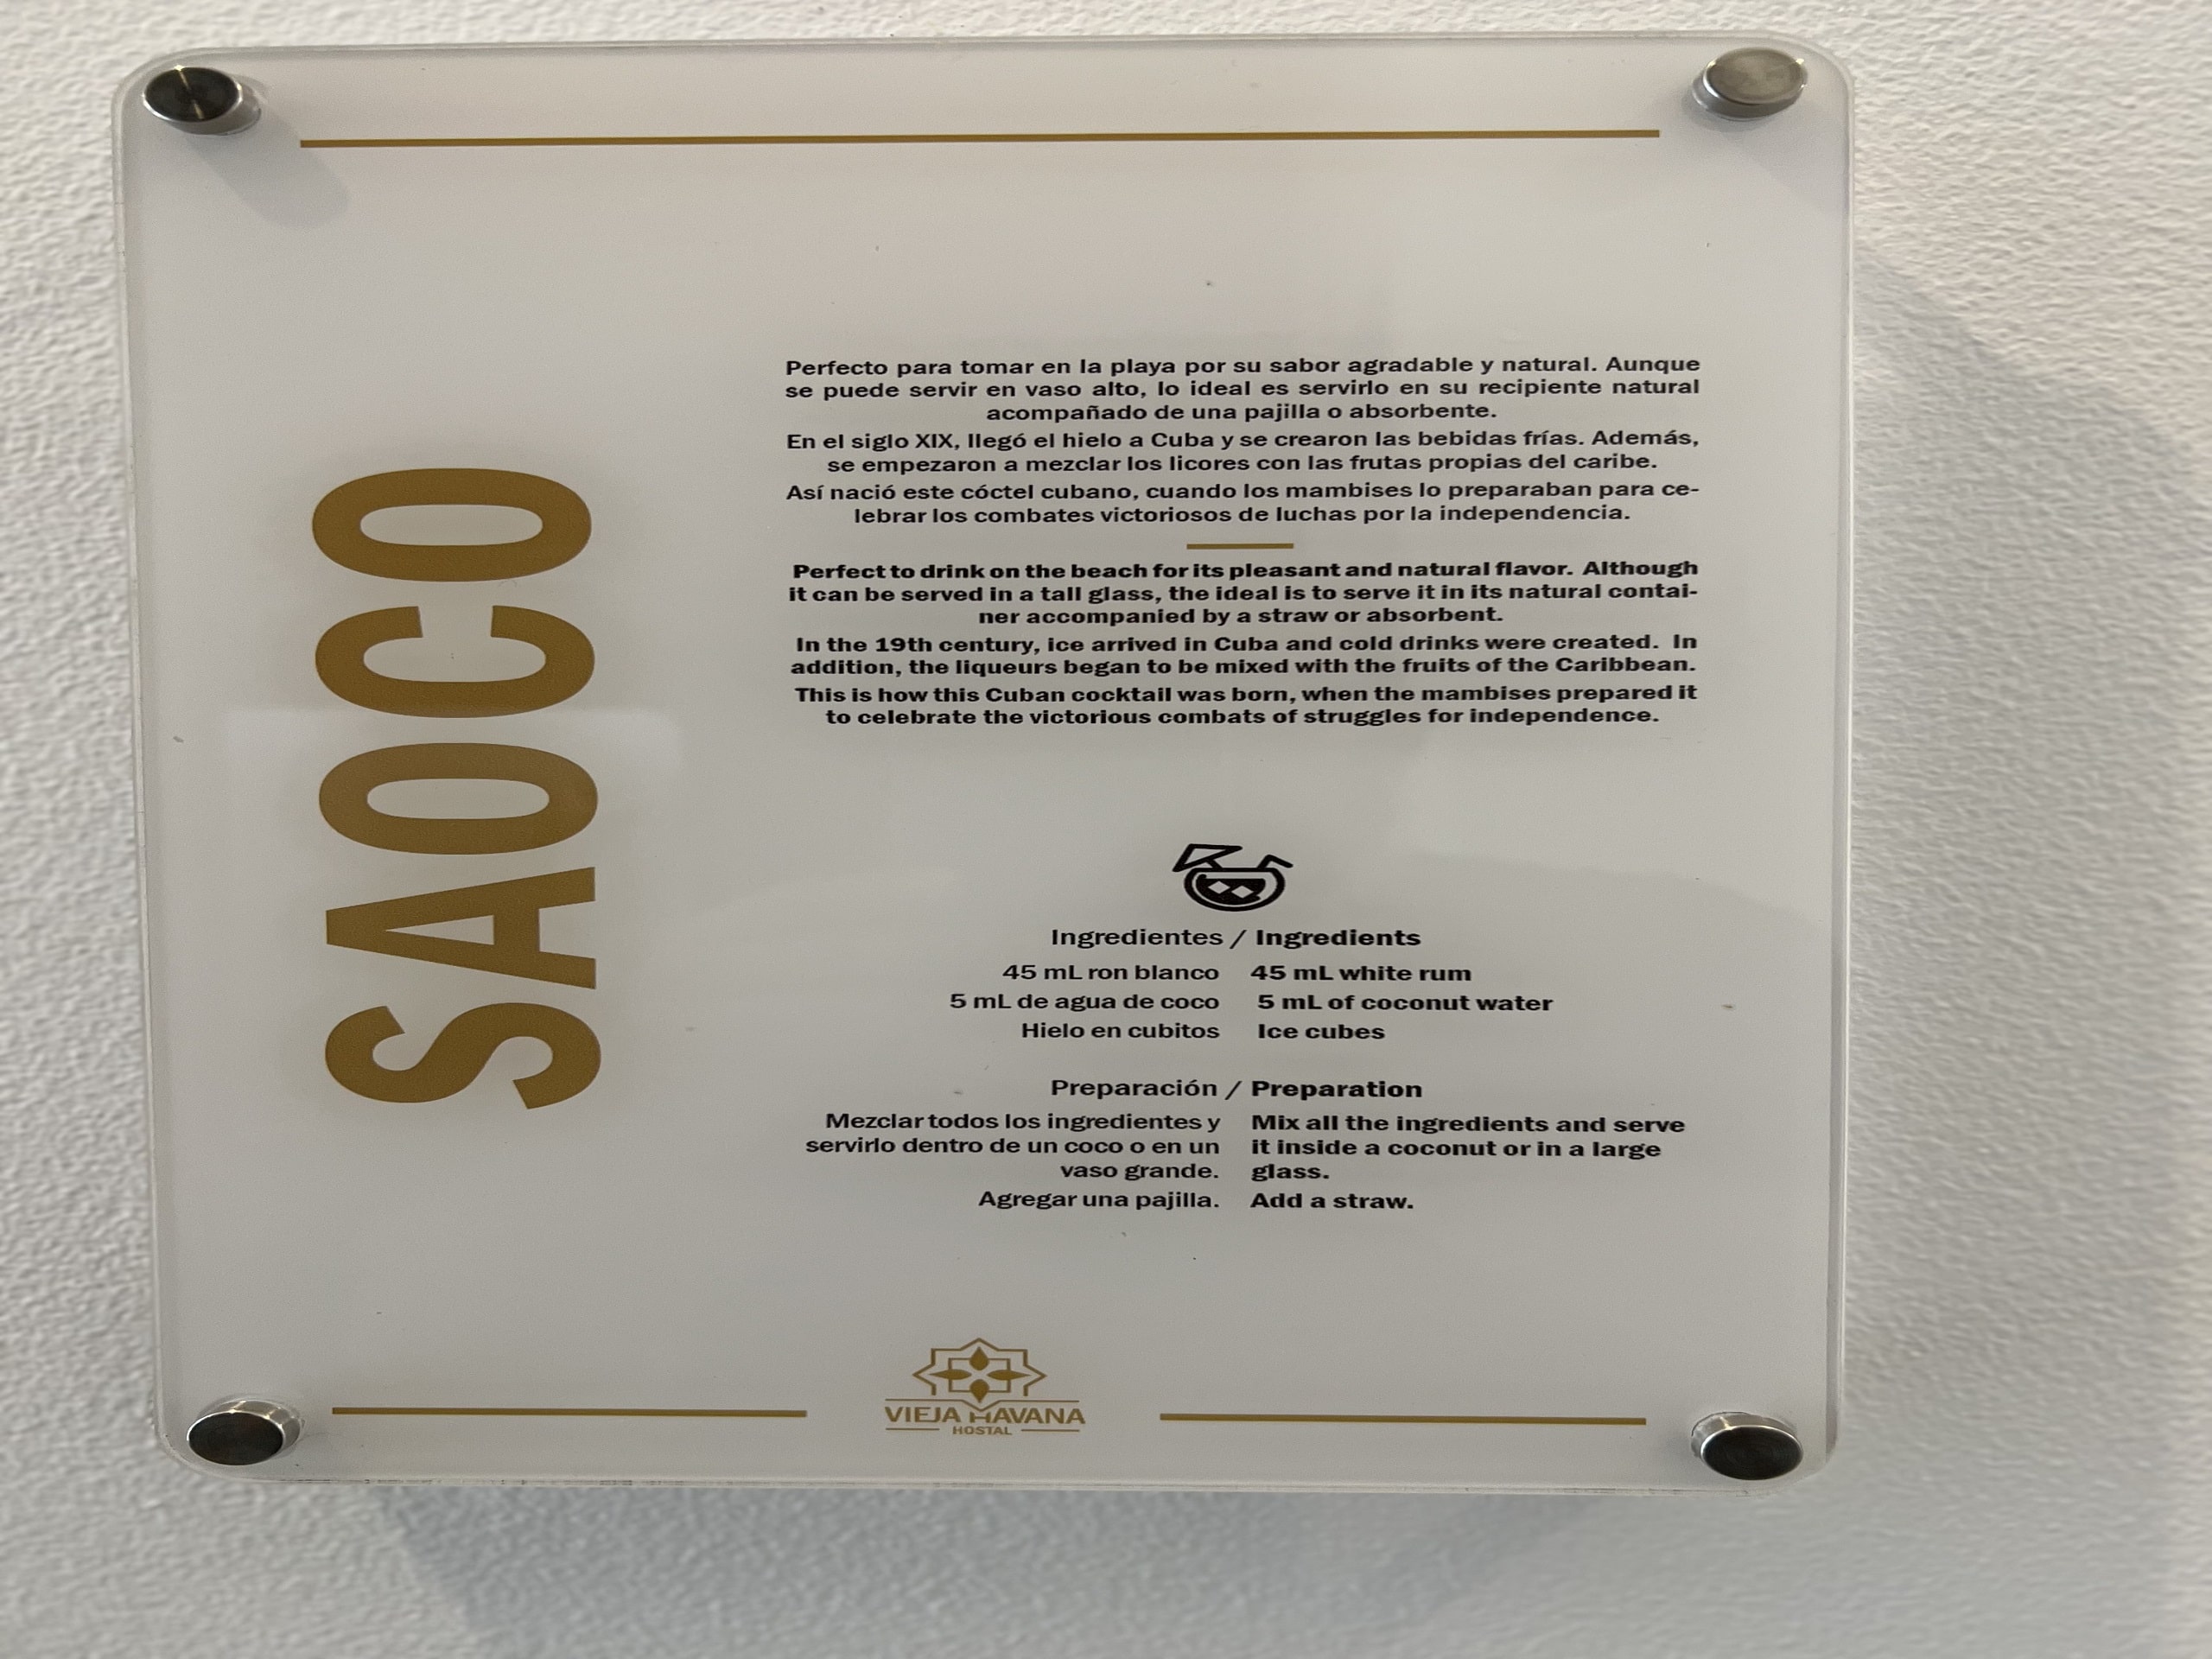 SAOCO
Perfecto para tomar en la playa por su sabor agradable y natural. Aunque
se puede servir en vaso alto, lo ideal es servirlo en su recipiente natural
acompañado de una pajilla o absorbente.
En el siglo XIX, llegó el hielo a Cuba y se crearon las bebidas frías. Además,
se empezaron a mezclar los licores con las frutas propias del caribe.
Así nació este cóctel cubano, cuando los mambises lo preparaban para ce-
lebrar los combates victoriosos de luchas por la independencia.
Perfect to drink on the beach for its pleasant and natural flavor. Although
it can be served in a tall glass, the ideal is to serve it in its natural contai-
ner accompanied by a straw or absorbent.
In the 19th century, ice arrived in Cuba and cold drinks were created. In
addition, the liqueurs began to be mixed with the fruits of the Caribbean.
This is how this Cuban cocktail was born, when the mambises prepared it
to celebrate the victorious combats of struggles for independence.
Ingredientes / Ingredients
45 mL ron blanco 45 mL white rum
5 mL de agua de coco 5 mL of coconut water
Hielo en cubitos Ice cubes
Preparación / Preparation
Mezclar todos los ingredientes y
servirlo dentro de un coco o en un
vaso grande.
Agregar una pajilla.
Mix all the ingredients and serve
it inside a coconut or in a large
glass.
Add a straw.
VIEJA HAVANA
HOSTAL